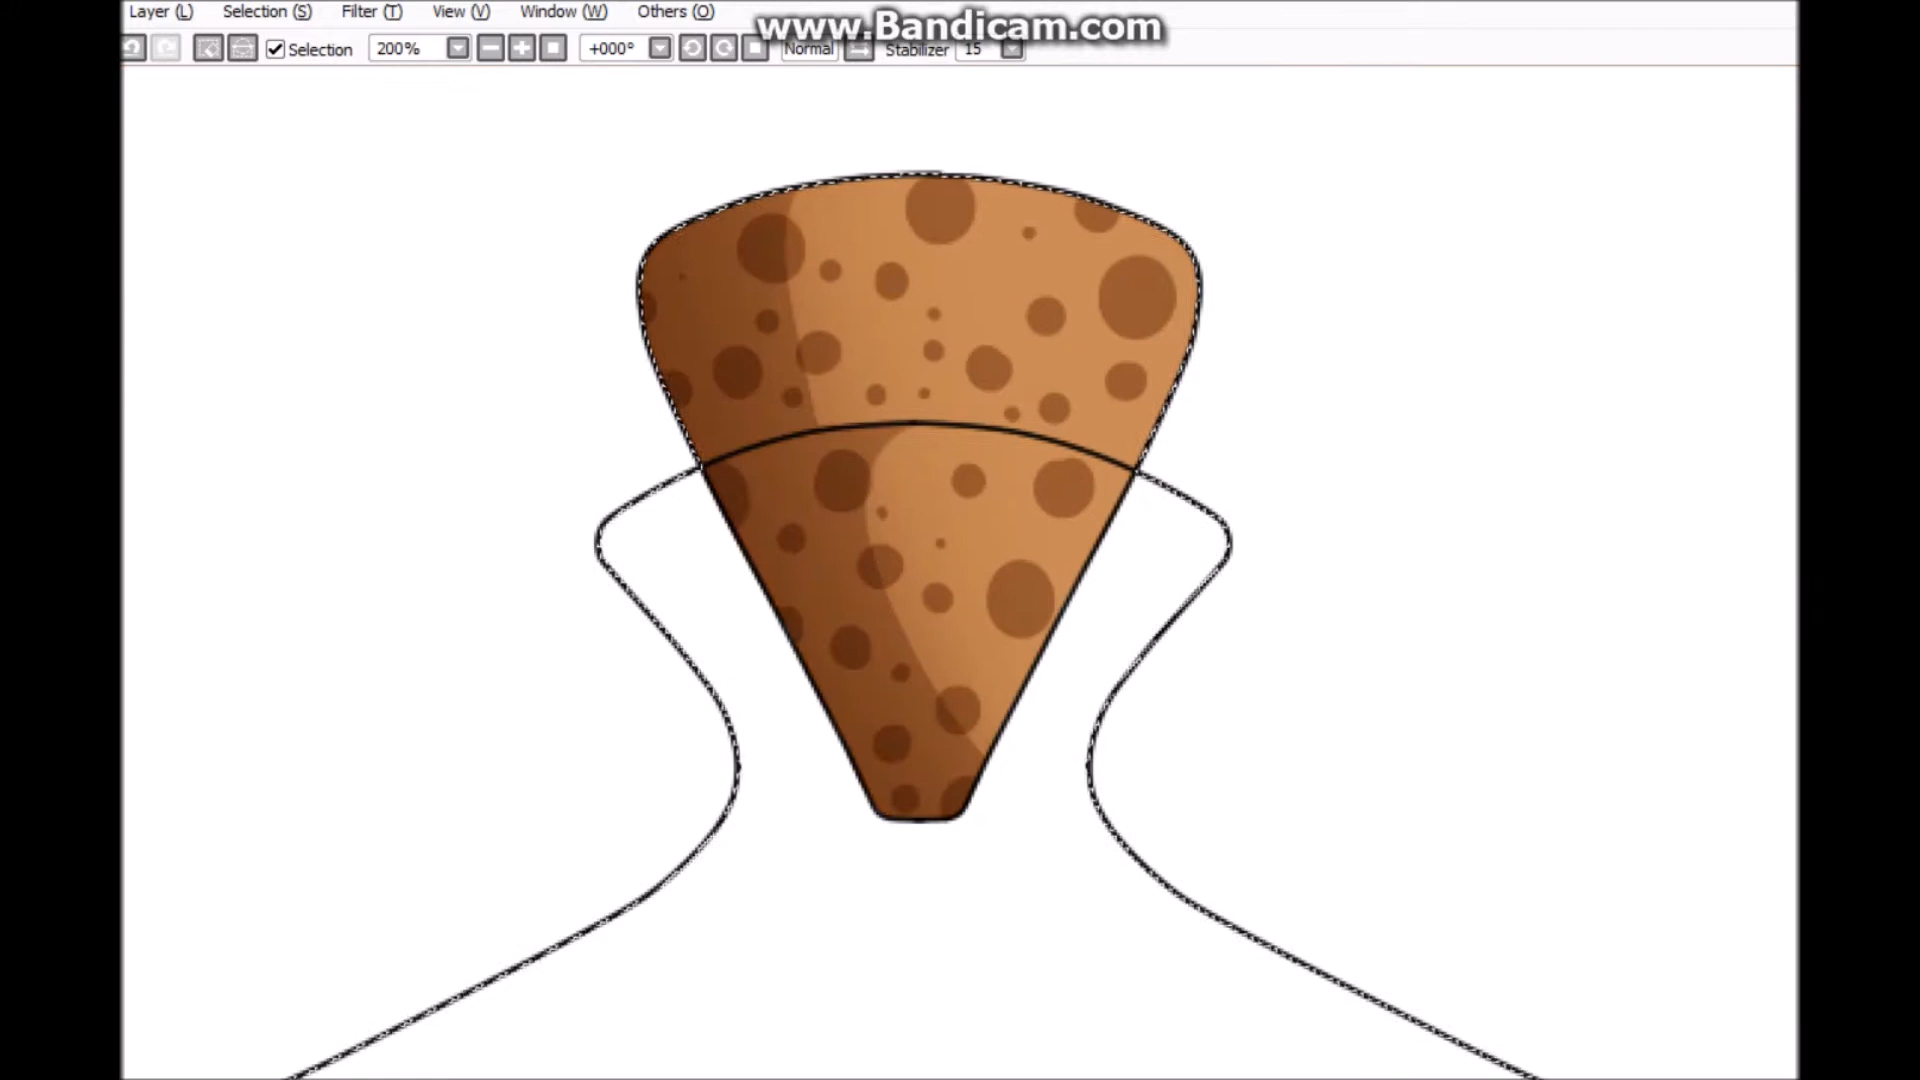 Layer (L) Selection (S) Filter (T) View (V) Window (W) Others (O)
www.Bandicam.com
Selection 200% +000° Normal Stabilizer 15